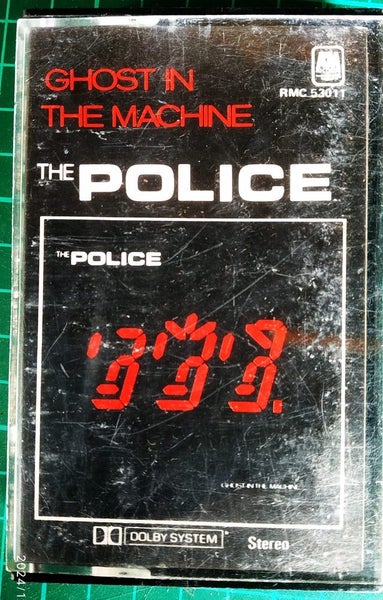 GHOST IN
THE MACHINE
RMC 53011
THE POLICE
THE POLICE
GHOST IN THE MACHINE
DOLBY SYSTEM
Stereo